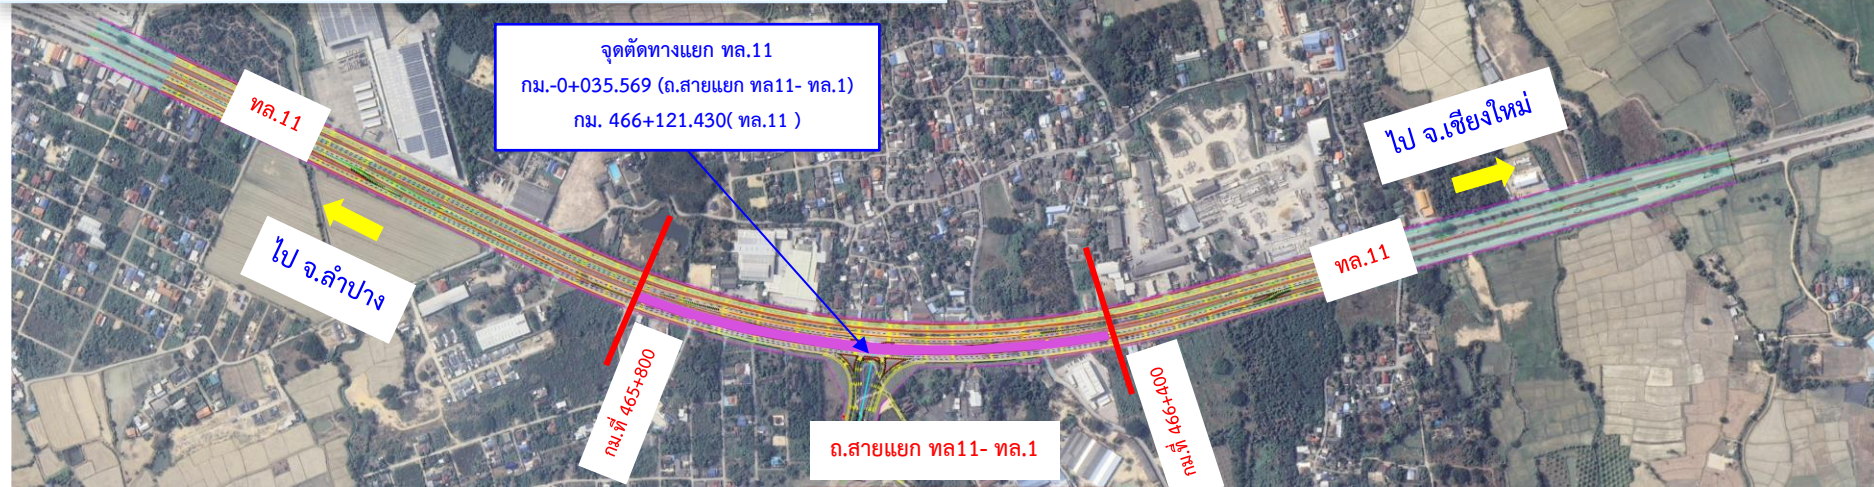 จุดตัดทางแยก ทล.11
กม.-0+035.569 (ถ.สายแยก ทล11- ทล.1)
กม. 466+121.430( ทล.11 )
ทล.11
ไป จ.ลำปาง
ไป จ.เชียงใหม่
ทล.11
กม.ที่ 465+800
ถ.สายแยก ทล11- ทล.1
กม.ที่ 466+400